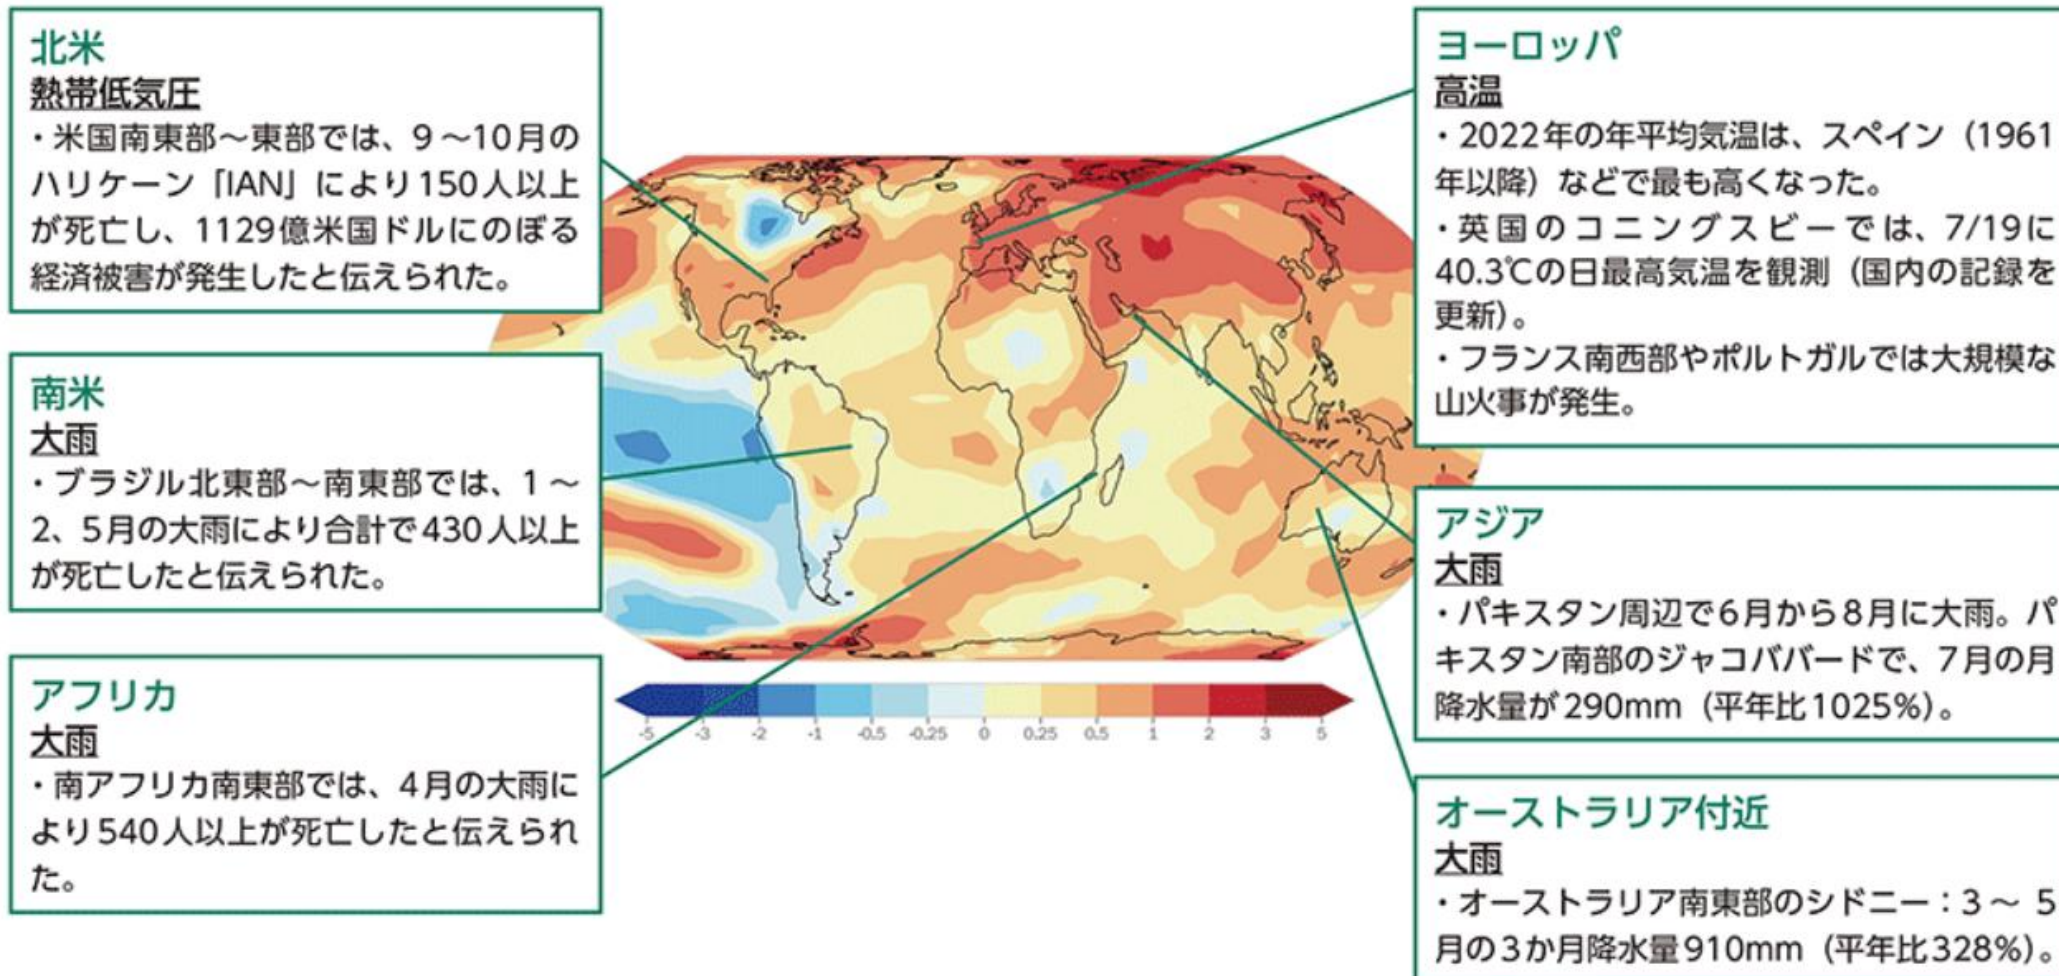 北米
熱帯低気圧
・米国南東部～東部では、9～10月の
ハリケーン「IAN」により150人以上
が死亡し、1129億米国ドルにのぼる
経済被害が発生したと伝えられた。
南米
大雨
・ブラジル北東部～南東部では、1～
2、5月の大雨により合計で430人以上
が死亡したと伝えられた。
アフリカ
大雨
・南アフリカ南東部では、4月の大雨に
より540人以上が死亡したと伝えられ
た。
-5 -3 -2 -1 -0.5 -0.25 0 0.25 0.5 1 2 3 5
ヨーロッパ
高温
・2022年の年平均気温は、スペイン（1961
年以降）などで最も高くなった。
・英国のコニングスビーでは、7/19に
40.3℃の日最高気温を観測（国内の記録を
更新）。
・フランス南西部やポルトガルでは大規模な
山火事が発生。
アジア
大雨
・パキスタン周辺で6月から8月に大雨。パ
キスタン南部のジャコババードで、7月の月
降水量が290mm（平年比1025%）。
オーストラリア付近
大雨
・オーストラリア南東部のシドニー：3～ 5
月の3か月降水量910mm（平年比328%）。